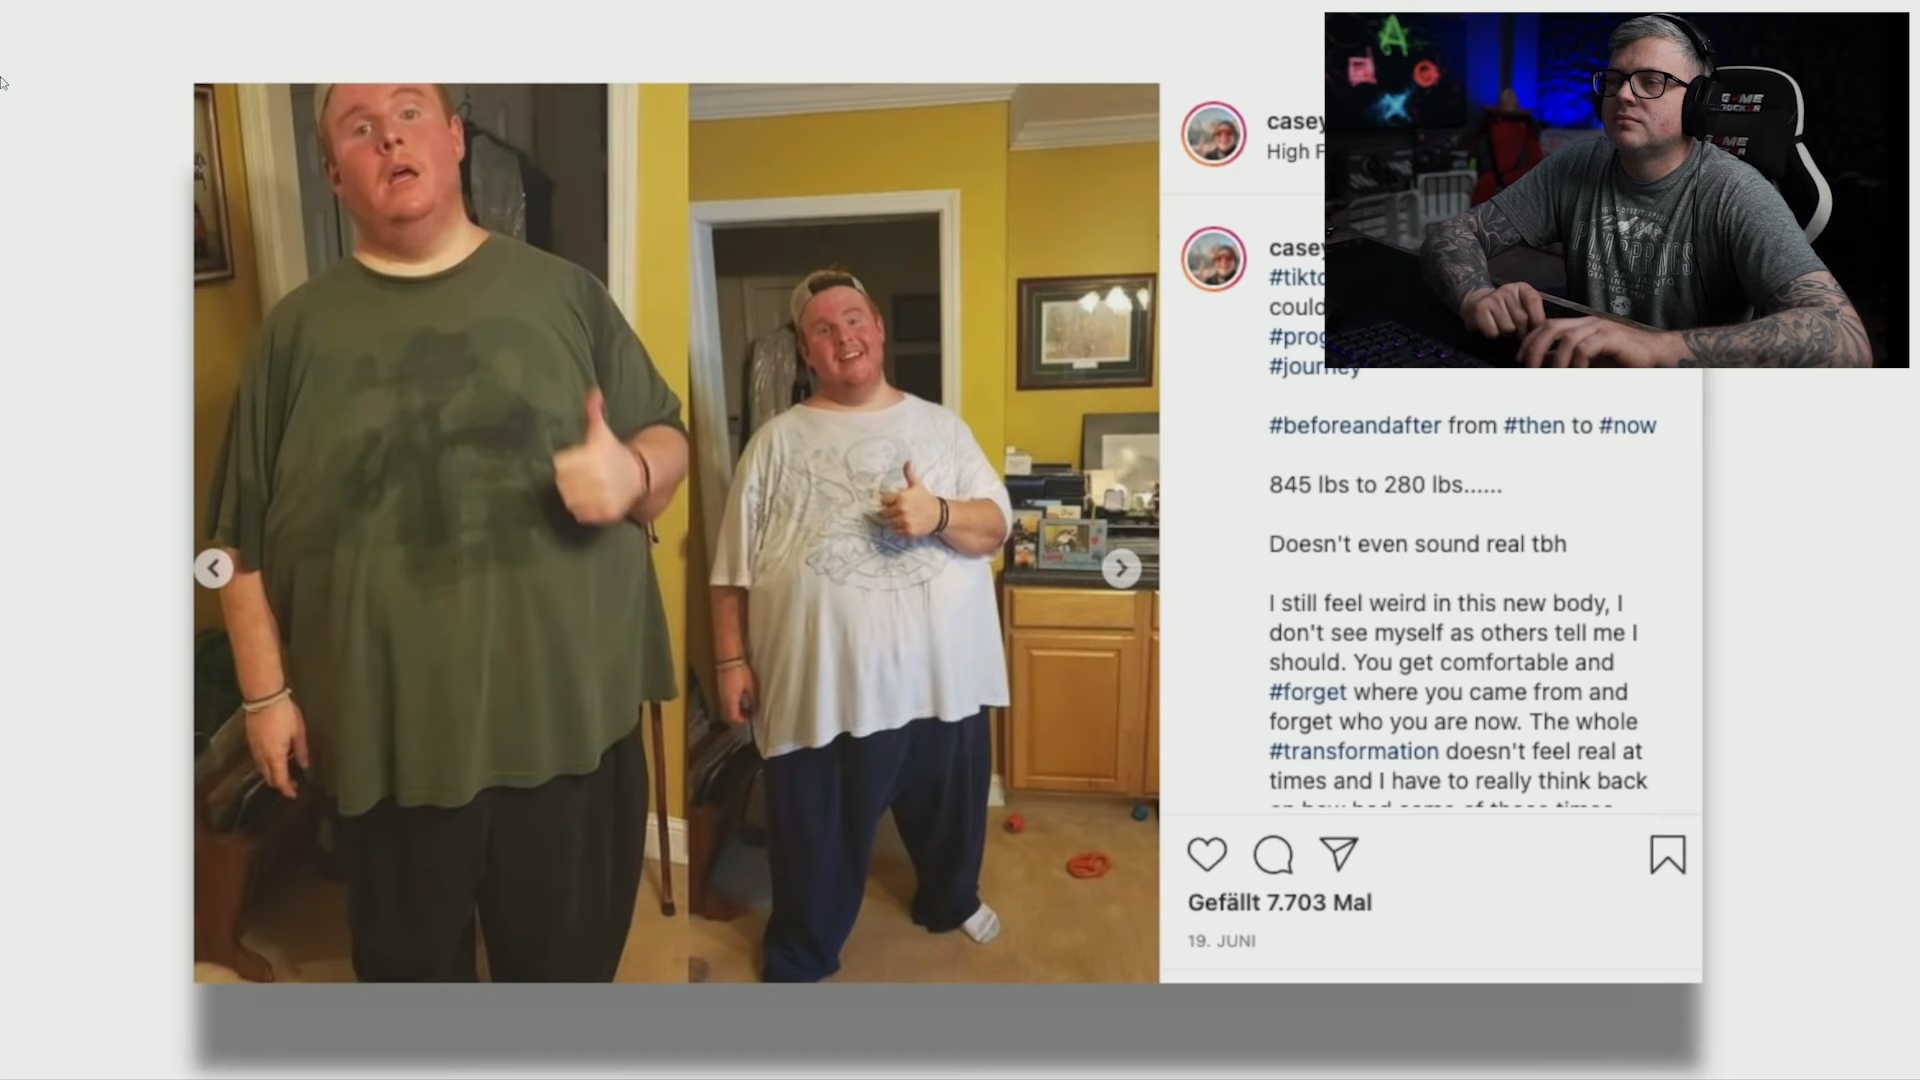 casey
High F
casey
#tikto
could
#prog
#journey
#beforeandafter from #then to #now
845 lbs to 280 lbs......
Doesn't even sound real tbh
I still feel weird in this new body, I
don't see myself as others tell me I
should. You get comfortable and
#forget where you came from and
forget who you are now. The whole
#transformation doesn't feel real at
times and I have to really think back
Gefällt 7.703 Mal
19. JUNI
PALM SPRINGS